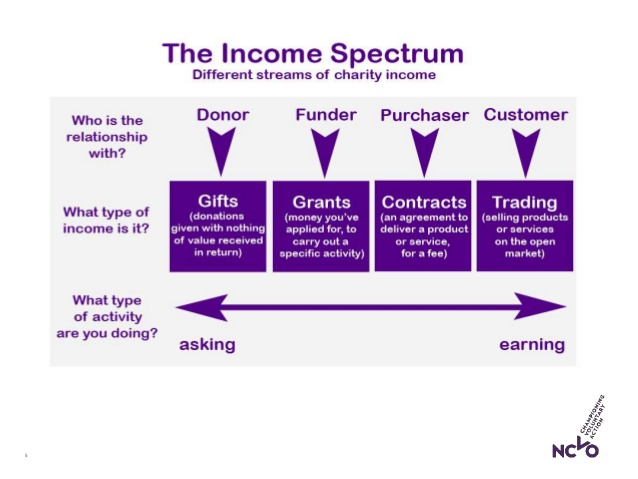 The Income Spectrum
Different streams of charity income
Who is the
relationship
with?
Donor
Funder
Purchaser
Customer
What type of
income is it?
Gifts
(donations
given with nothing
of value received
in return)
Grants
(money you've
applied for, to
carry out a
specific activity)
Contracts
(an agreement to
deliver a product
or service,
for a fee)
Trading
(selling products
or services
on the open
market)
What type
of activity
are you doing?
asking
earning
CHAMPIONING
VOLUNTARY
ACTION
NCVO